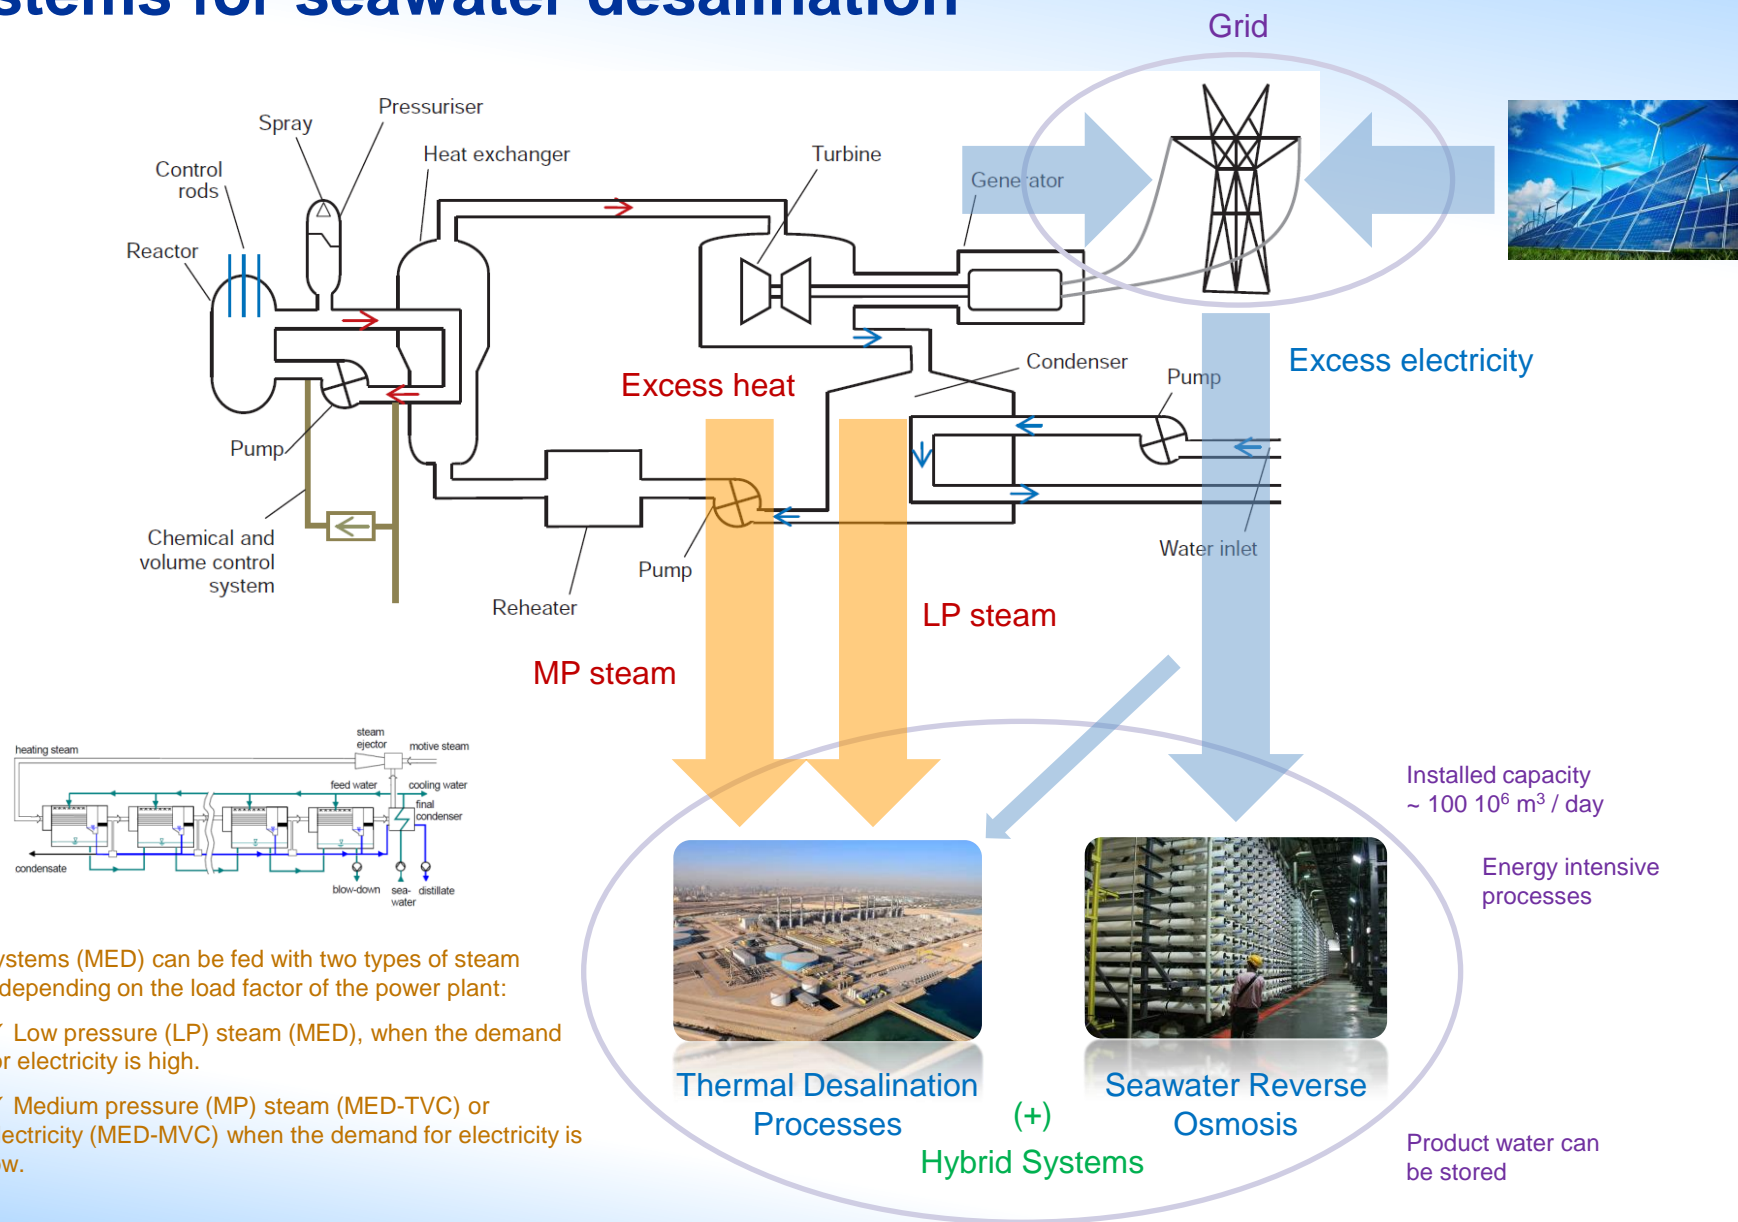 stems for seawater desalination
Grid
Pressuriser
Spray
Heat exchanger
Turbine
Control
rods
Generator
Reactor
Excess electricity
Condenser
Excess heat
Pump
Pump
Chemical and
volume control
system
Water inlet
Pump
Reheater
LP steam
MP steam
steam
ejector
motive steam
heating steam
feed water
cooling water
final
condenser
condensate
blow-down
sea-
water
distillate
Installed capacity
~ 100 10⁶ m³ / day
Energy intensive
processes
ystems (MED) can be fed with two types of steam
depending on the load factor of the power plant:
✓ Low pressure (LP) steam (MED), when the demand
or electricity is high.
✓ Medium pressure (MP) steam (MED-TVC) or
lectricity (MED-MVC) when the demand for electricity is
ow.
Thermal Desalination
Processes
(+)
Hybrid Systems
Seawater Reverse
Osmosis
Product water can
be stored